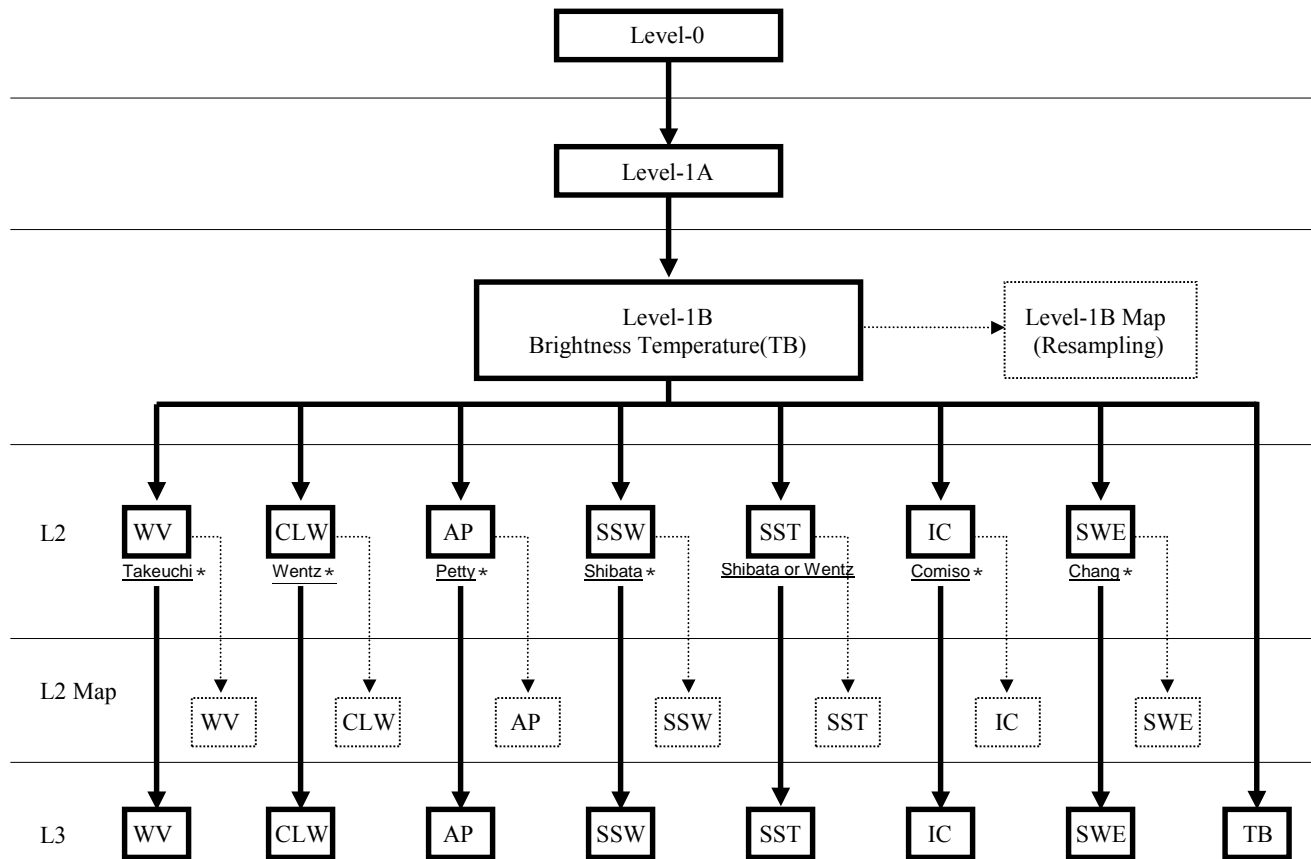 Level-0
Level-1A
Level-1B
Brightness Temperature(TB)
Level-1B Map
(Resampling)
L2
WV
CLW
AP
SSW
SST
IC
SWE
Takeuchi*
Wentz*
Petty*
Shibata*
Shibata or Wentz
Comiso*
Chang*
L2 Map
WV
CLW
AP
SSW
SST
IC
SWE
L3
WV
CLW
AP
SSW
SST
IC
SWE
TB